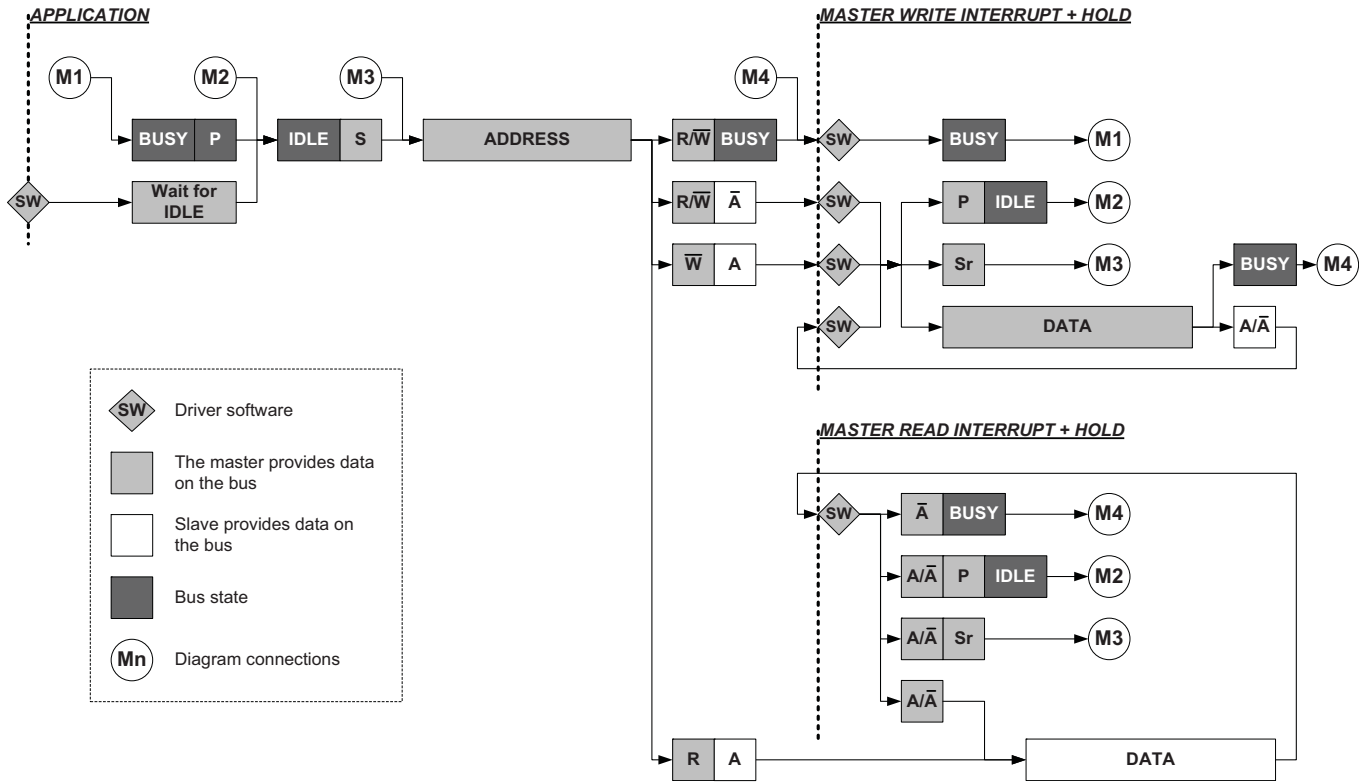 APPLICATION
MASTER WRITE INTERRUPT + HOLD
M1
M2
M3
M4
BUSY P
IDLE S
ADDRESS
R/W̅ BUSY
SW
BUSY
M1
SW
Wait for
IDLE
R/W̅ A̅
SW
P IDLE
M2
W̅ A
SW
Sr
M3
BUSY
M4
SW
DATA
A/A̅
SW
Driver software
The master provides data
on the bus
Slave provides data on
the bus
Bus state
Mn
Diagram connections
MASTER READ INTERRUPT + HOLD
SW
A̅ BUSY
M4
A/A̅ P IDLE
M2
A/A̅ Sr
M3
A/A̅
R A
DATA